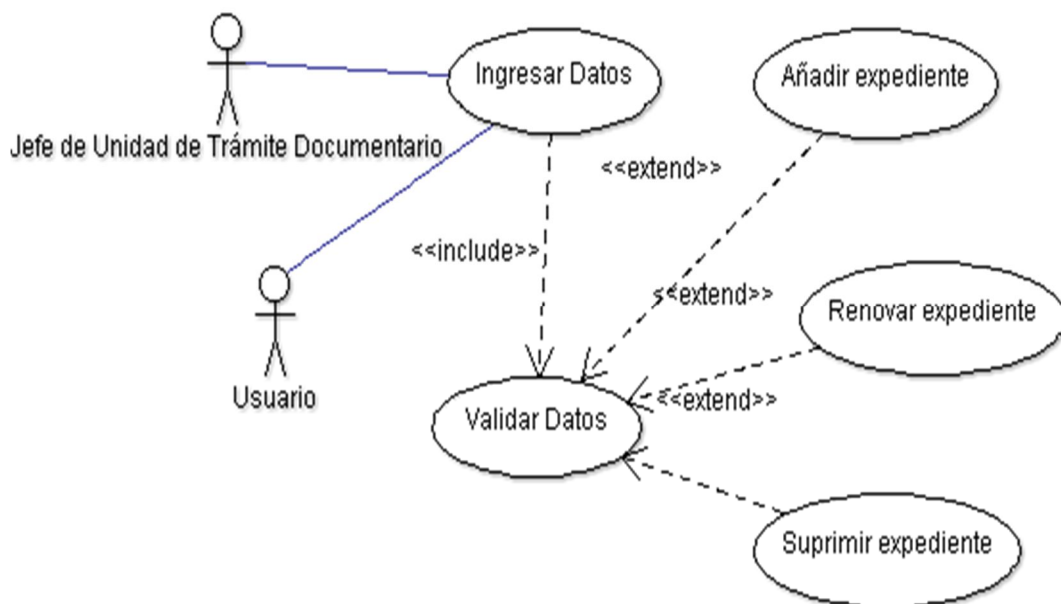 Ingresar Datos
Añadir expediente
Jefe de Unidad de Trámite Documentario
<<extend>>
<<include>>
<<extend>>
Renovar expediente
Usuario
<<extend>>
Validar Datos
Suprimir expediente